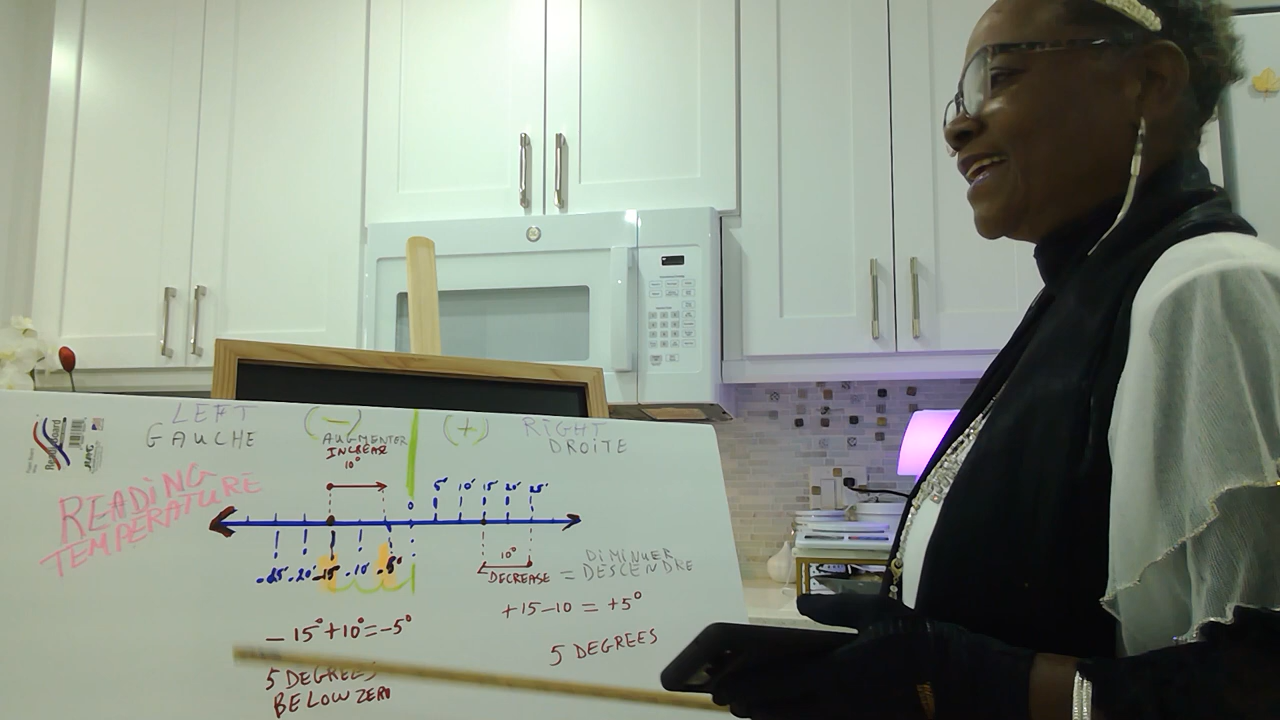 LEFT (-) (+) RIGHT
GAUCHE AUGMENTER DROITE
INCREASE
10°
READING
TEMPERATURE
0 5° 10° 15° 20° 25°
-25° -20° -15° -10° -5°
10°
DECREASE = DIMINUER
DESCENDRE
-15°+10°=-5°
+15-10 = +5°
5 DEGREES
BELOW ZERO
5 DEGREES